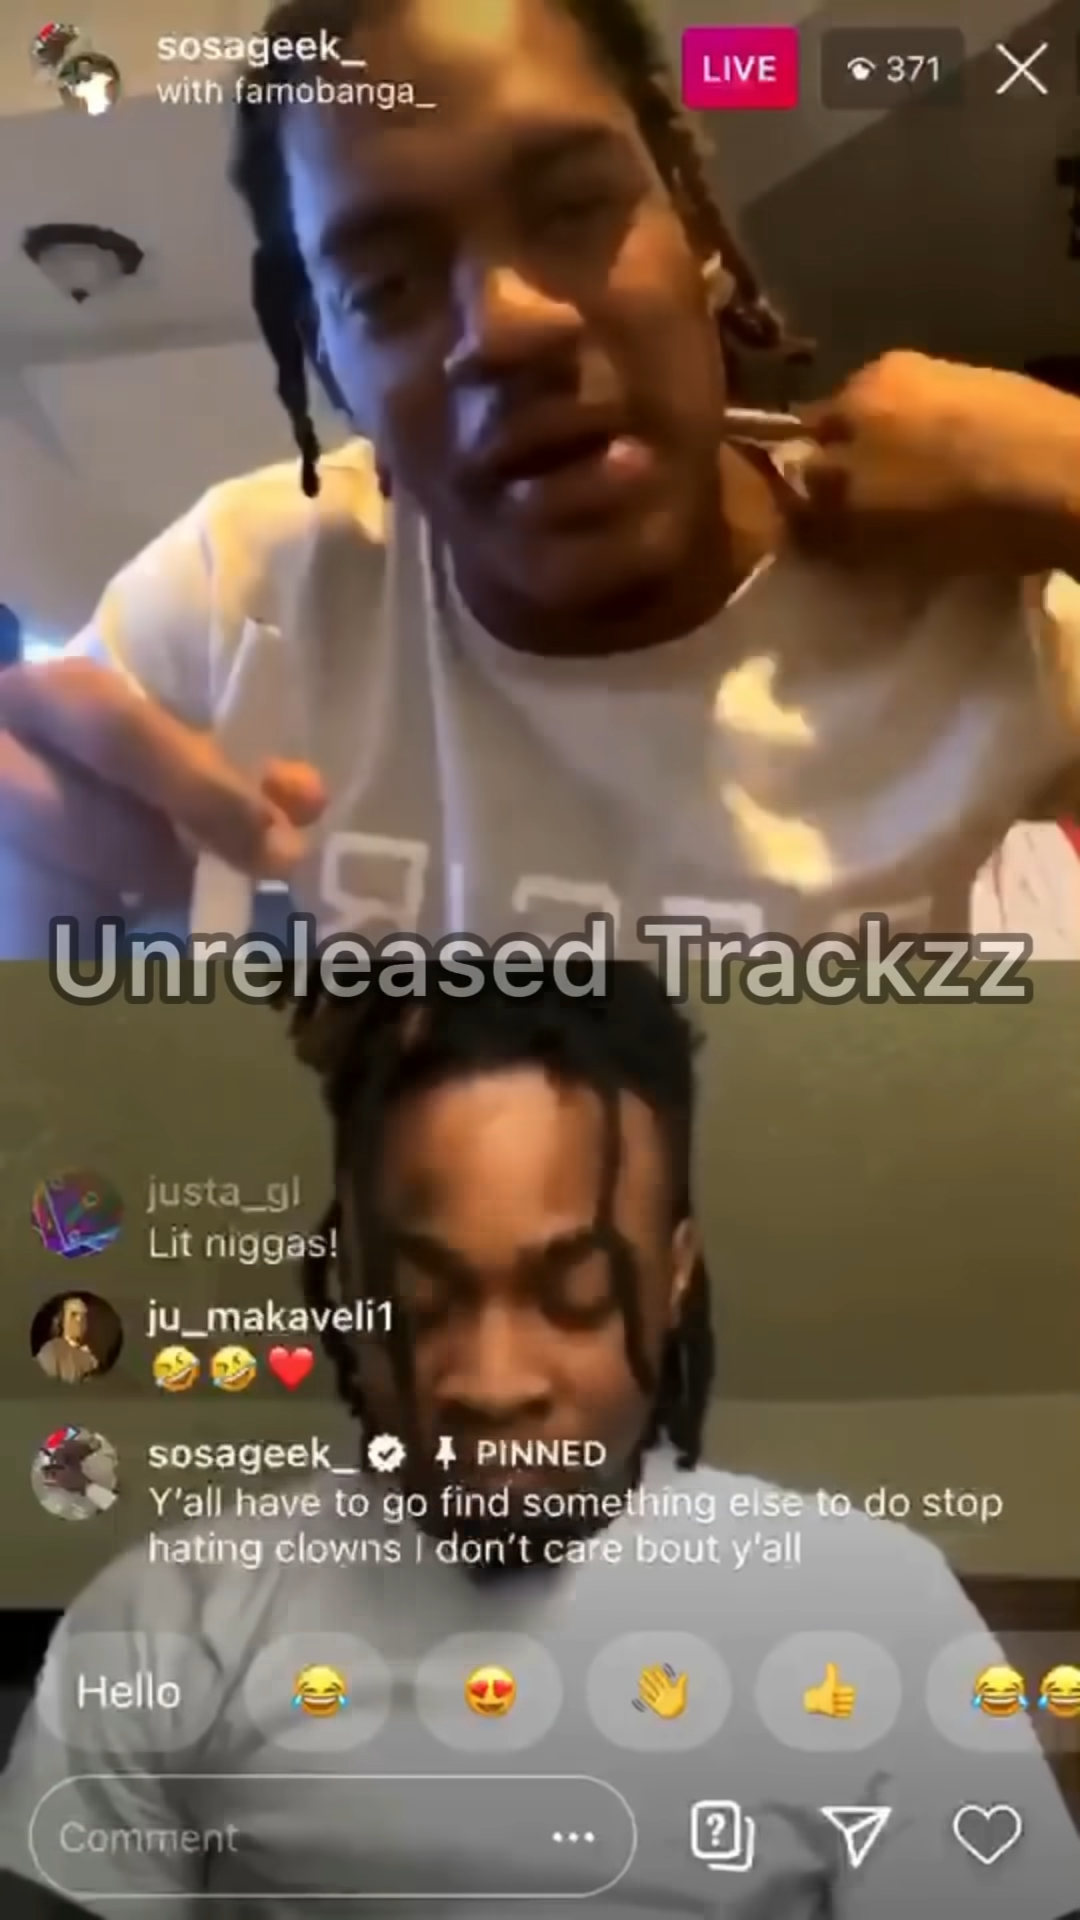 sosageek_
with famobanga_
LIVE
371
Unreleased Trackzz
justa_gl
Lit niggas!
ju_makaveli1
🤣🤣❤️
sosageek_ PINNED
Y'all have to go find something else to do stop
hating clowns I don't care bout y'all
Hello 😂 😍 👋 👍 😂😂
Comment